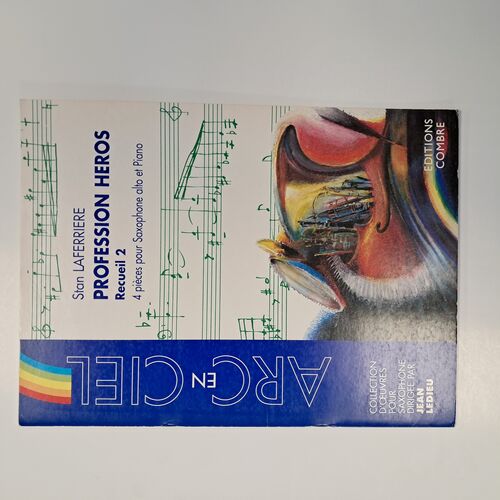 Stan LAFERRIERE
PROFESSION HEROS
Recueil 2
4 pièces pour Saxophone alto et Piano
EDITIONS
COMBRE
ARC EN CIEL
COLLECTION
D'ŒUVRES
POUR
SAXOPHONE
DIRIGÉE PAR
JEAN
LEDIEU